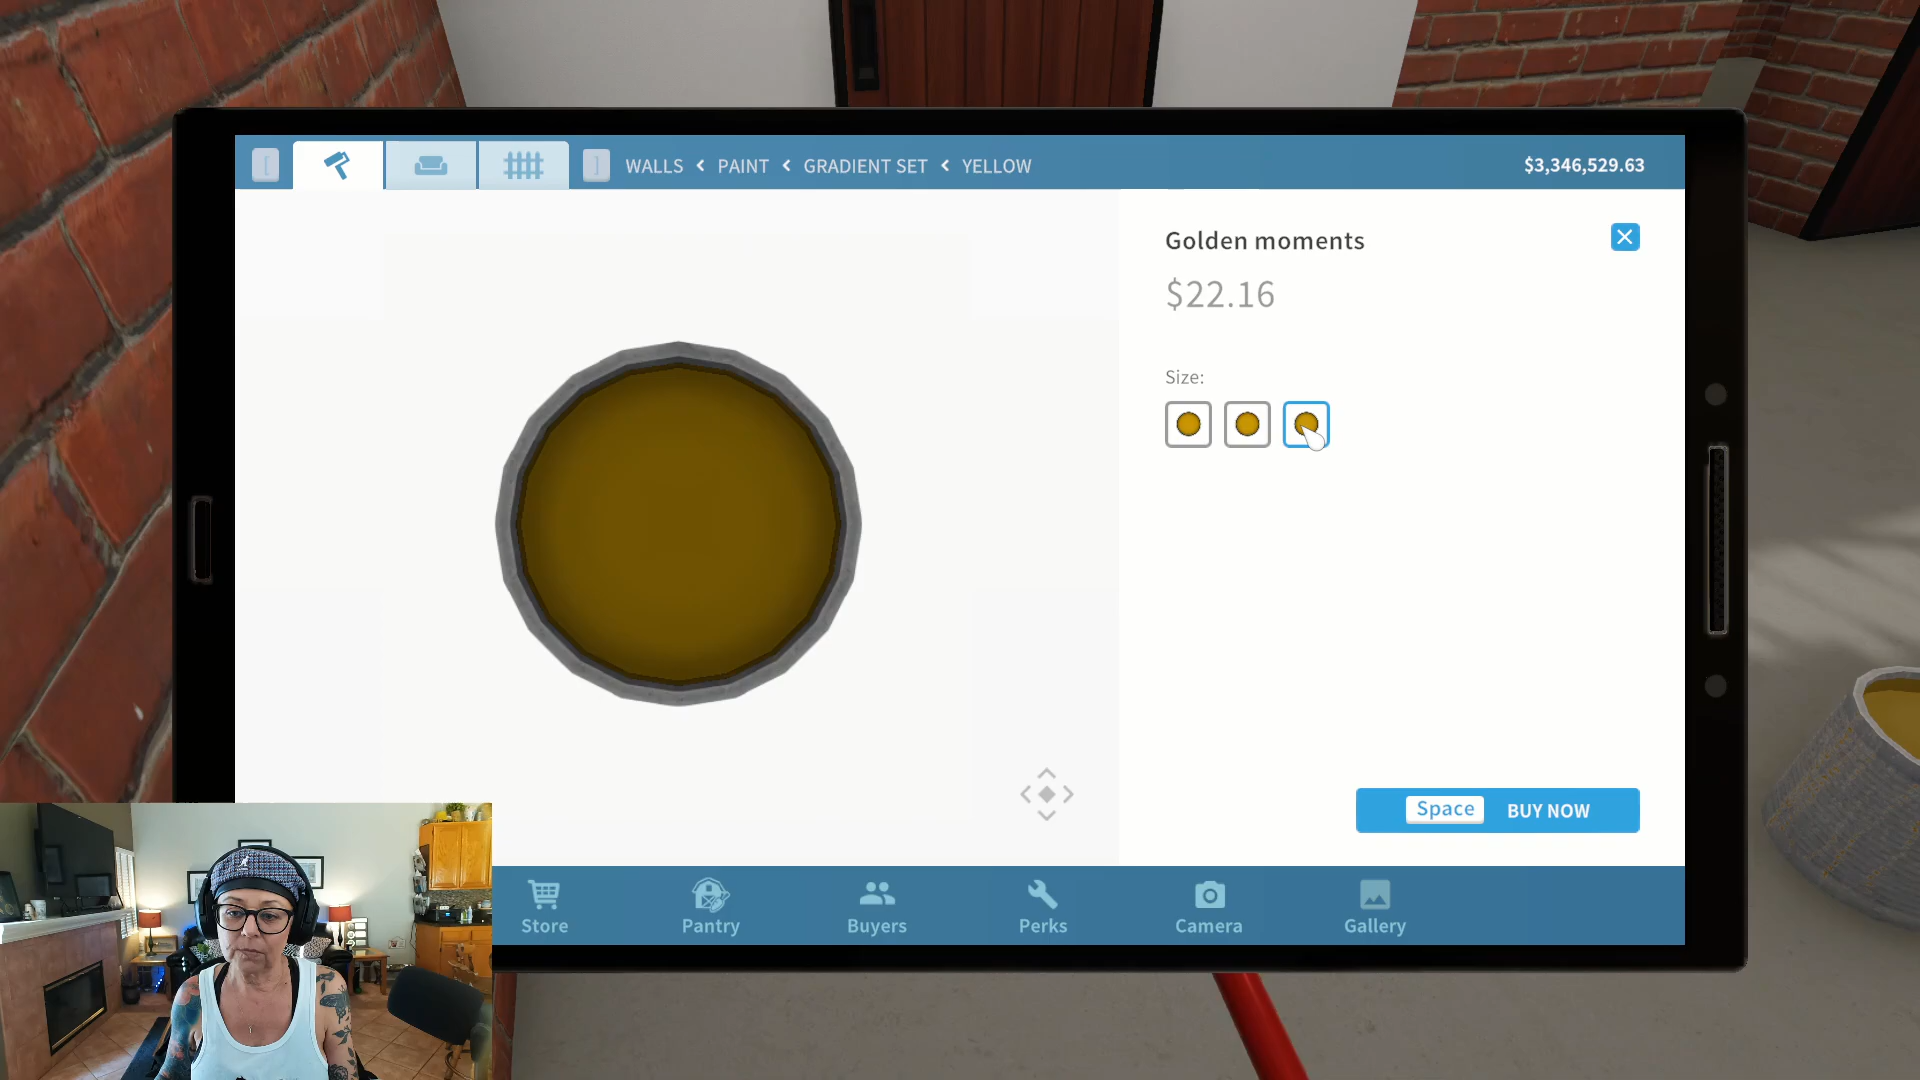 [ ] WALLS < PAINT < GRADIENT SET < YELLOW $3,346,529.63
Golden moments
$22.16
Size:
Space BUY NOW
Store Pantry Buyers Perks Camera Gallery